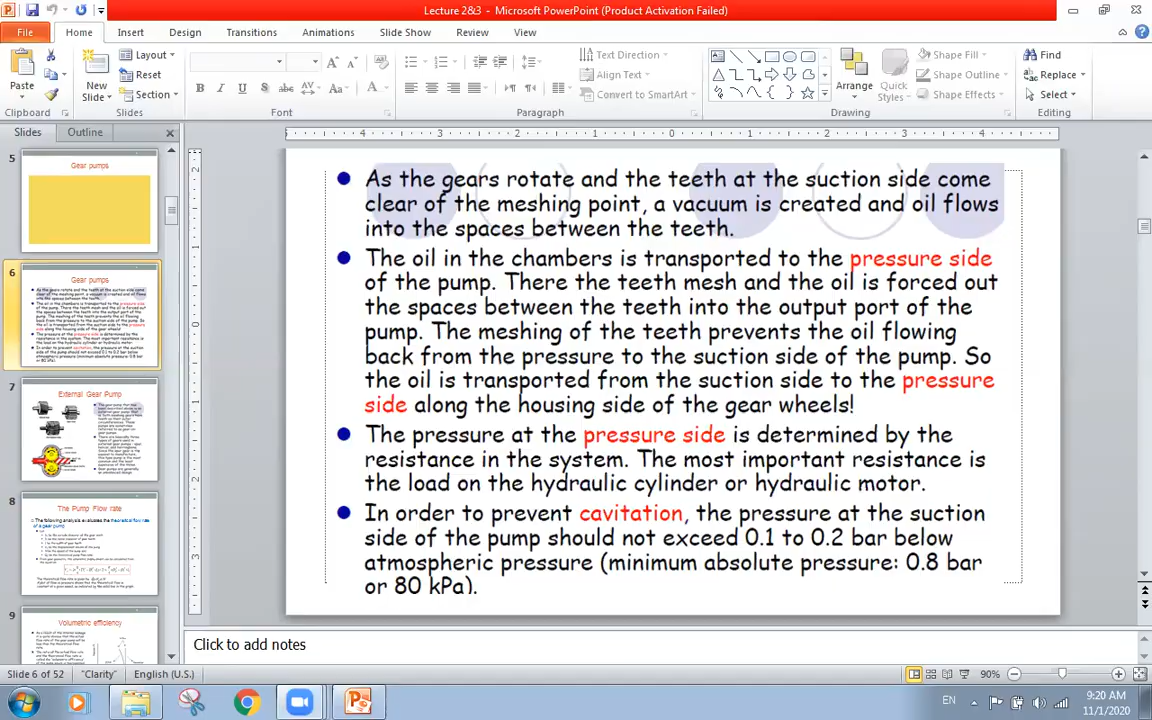 Lecture 2&3 - Microsoft PowerPoint (Product Activation Failed)
File Home Insert Design Transitions Animations Slide Show Review View
Paste
Clipboard
New
Slide
Layout
Reset
Section
Slides
Font
Text Direction
Align Text
Convert to SmartArt
Paragraph
Arrange
Quick
Styles
Shape Fill
Shape Outline
Shape Effects
Drawing
Find
Replace
Select
Editing
Slides Outline
5
Gear pumps
6
Gear pumps
7
External Gear Pump
8
The Pump Flow rate
9
Volumetric efficiency
As the gears rotate and the teeth at the suction side come
clear of the meshing point, a vacuum is created and oil flows
into the spaces between the teeth.
The oil in the chambers is transported to the pressure side
of the pump. There the teeth mesh and the oil is forced out
the spaces between the teeth into the output port of the
pump. The meshing of the teeth prevents the oil flowing
back from the pressure to the suction side of the pump. So
the oil is transported from the suction side to the pressure
side along the housing side of the gear wheels!
The pressure at the pressure side is determined by the
resistance in the system. The most important resistance is
the load on the hydraulic cylinder or hydraulic motor.
In order to prevent cavitation, the pressure at the suction
side of the pump should not exceed 0.1 to 0.2 bar below
atmospheric pressure (minimum absolute pressure: 0.8 bar
or 80 kPa).
Click to add notes
Slide 6 of 52 "Clarity" English (U.S.) 90%
EN
9:20 AM
11/1/2020